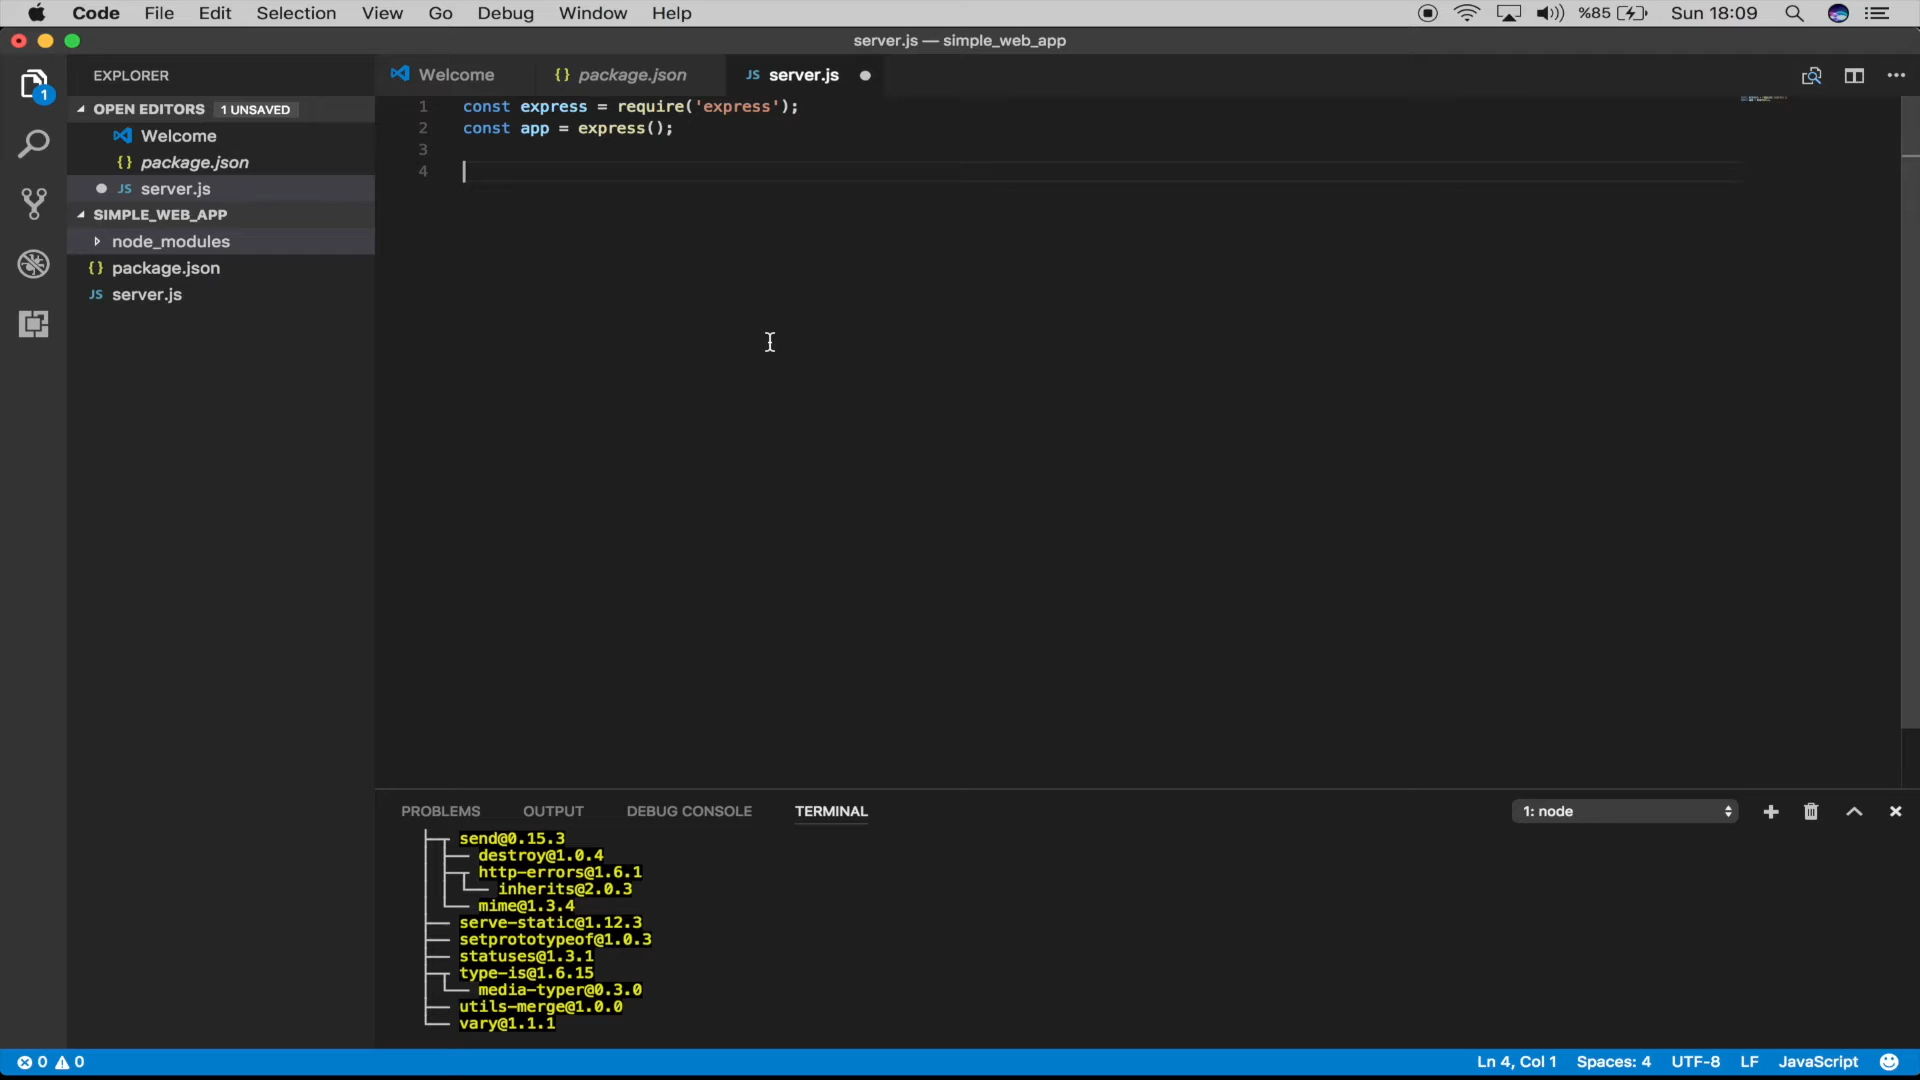 Code File Edit Selection View Go Debug Window Help %85 Sun 18:09
server.js — simple_web_app
EXPLORER
OPEN EDITORS 1 UNSAVED
Welcome
{} package.json
JS server.js
SIMPLE_WEB_APP
node_modules
{} package.json
JS server.js
1
Welcome {} package.json JS server.js
1 const express = require('express');
2 const app = express();
3
4
PROBLEMS OUTPUT DEBUG CONSOLE TERMINAL 1: node
send@0.15.3
destroy@1.0.4
http-errors@1.6.1
inherits@2.0.3
mime@1.3.4
serve-static@1.12.3
setprototypeof@1.0.3
statuses@1.3.1
type-is@1.6.15
media-typer@0.3.0
utils-merge@1.0.0
vary@1.1.1
0 0 Ln 4, Col 1 Spaces: 4 UTF-8 LF JavaScript